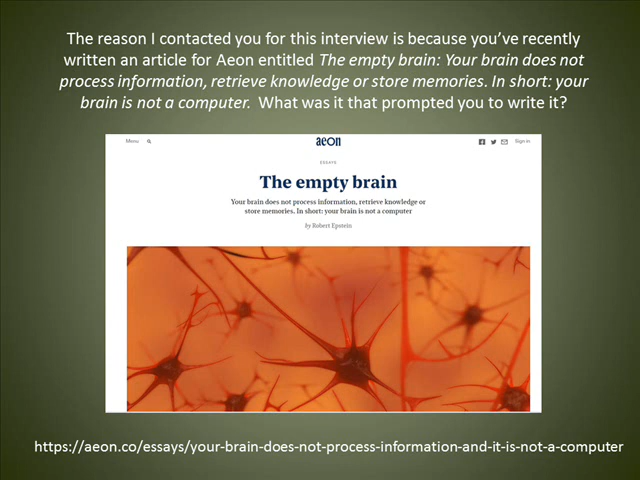 The reason I contacted you for this interview is because you've recently
written an article for Aeon entitled The empty brain: Your brain does not
process information, retrieve knowledge or store memories. In short: your
brain is not a computer. What was it that prompted you to write it?
Menu
aeon
Sign in
ESSAYS
The empty brain
Your brain does not process information, retrieve knowledge or
store memories. In short: your brain is not a computer
by Robert Epstein
https://aeon.co/essays/your-brain-does-not-process-information-and-it-is-not-a-computer